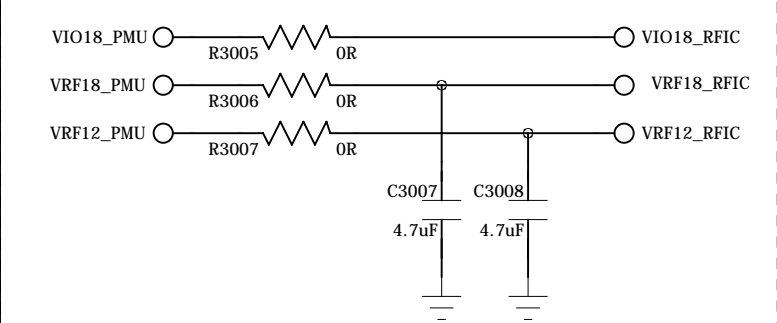 VIO18_PMU
R3005
0R
VIO18_RFIC
VRF18_PMU
R3006
0R
VRF18_RFIC
VRF12_PMU
R3007
0R
VRF12_RFIC
C3007
C3008
4.7uF
4.7uF